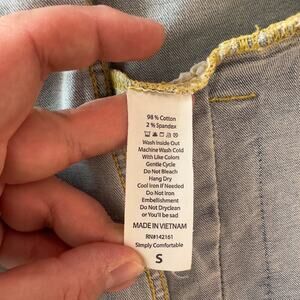 98% Cotton
2% Spandex
Wash Inside Out
Machine Wash Cold
With Like Colors
Gentle Cycle
Do Not Bleach
Hang Dry
Cool Iron If Needed
Do Not Iron
Embellishment
Do Not Dryclean
or You'll be sad
MADE IN VIETNAM
RN#142161
Simply Comfortable
S